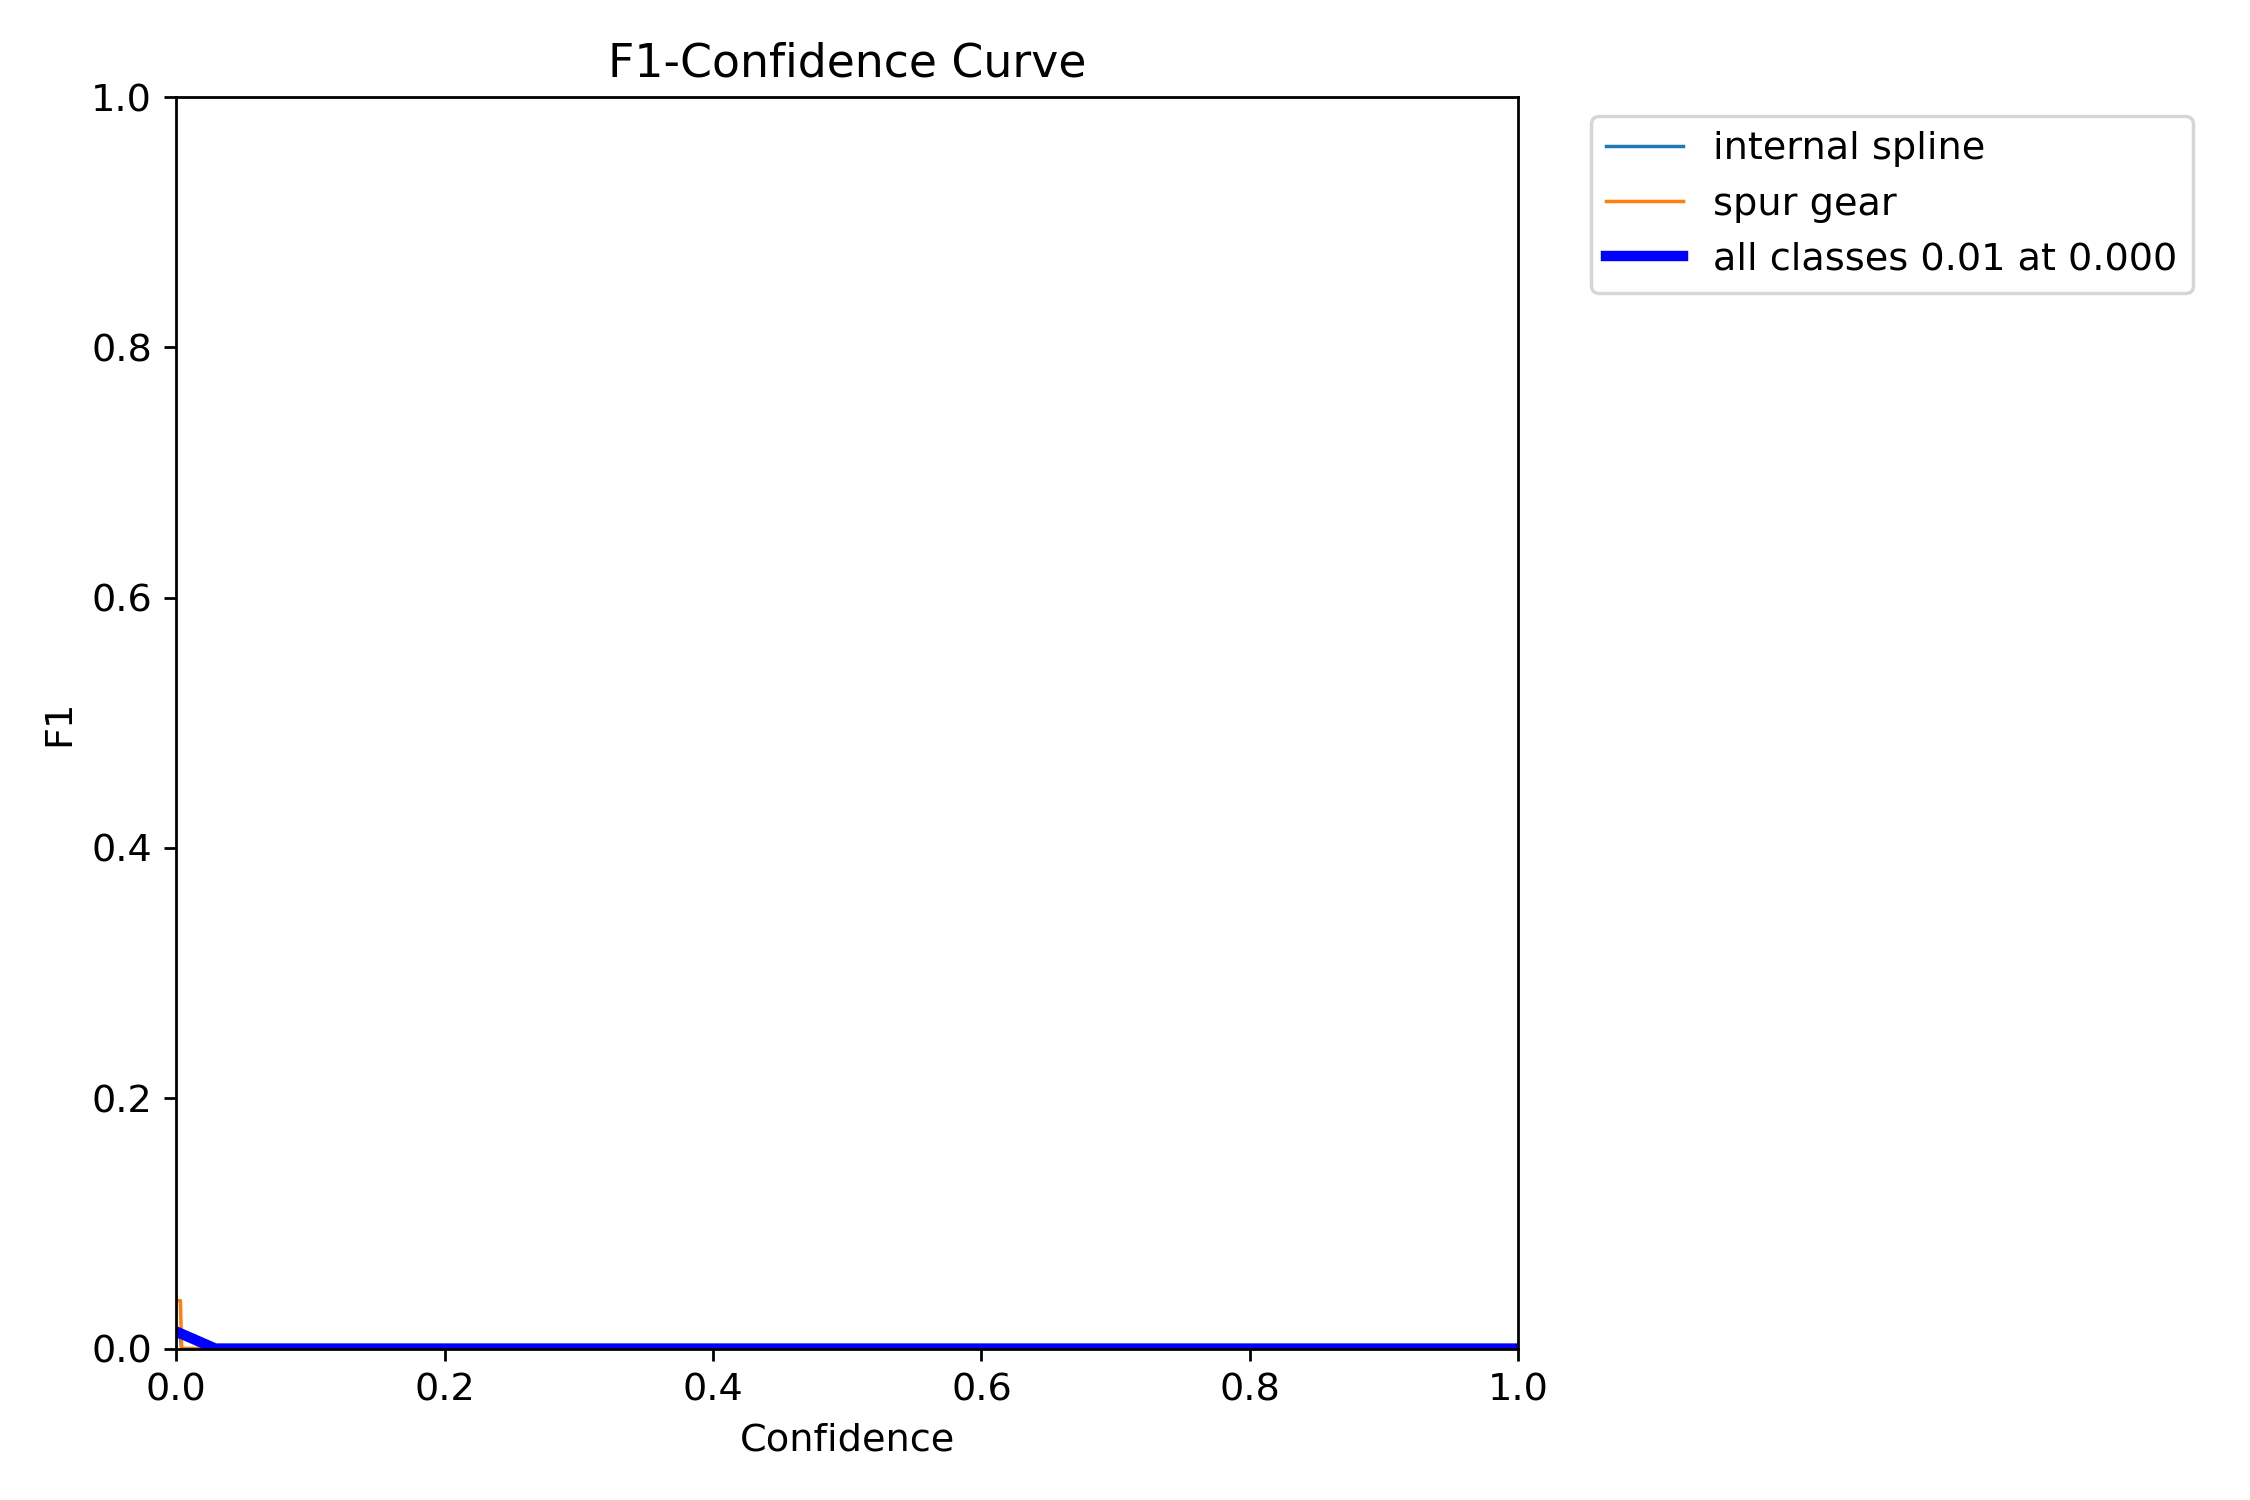 F1-Confidence Curve
1.0
0.8
0.6
0.4
0.2
0.0
F1
0.0 0.2 0.4 0.6 0.8 1.0
Confidence
internal spline
spur gear
all classes 0.01 at 0.000